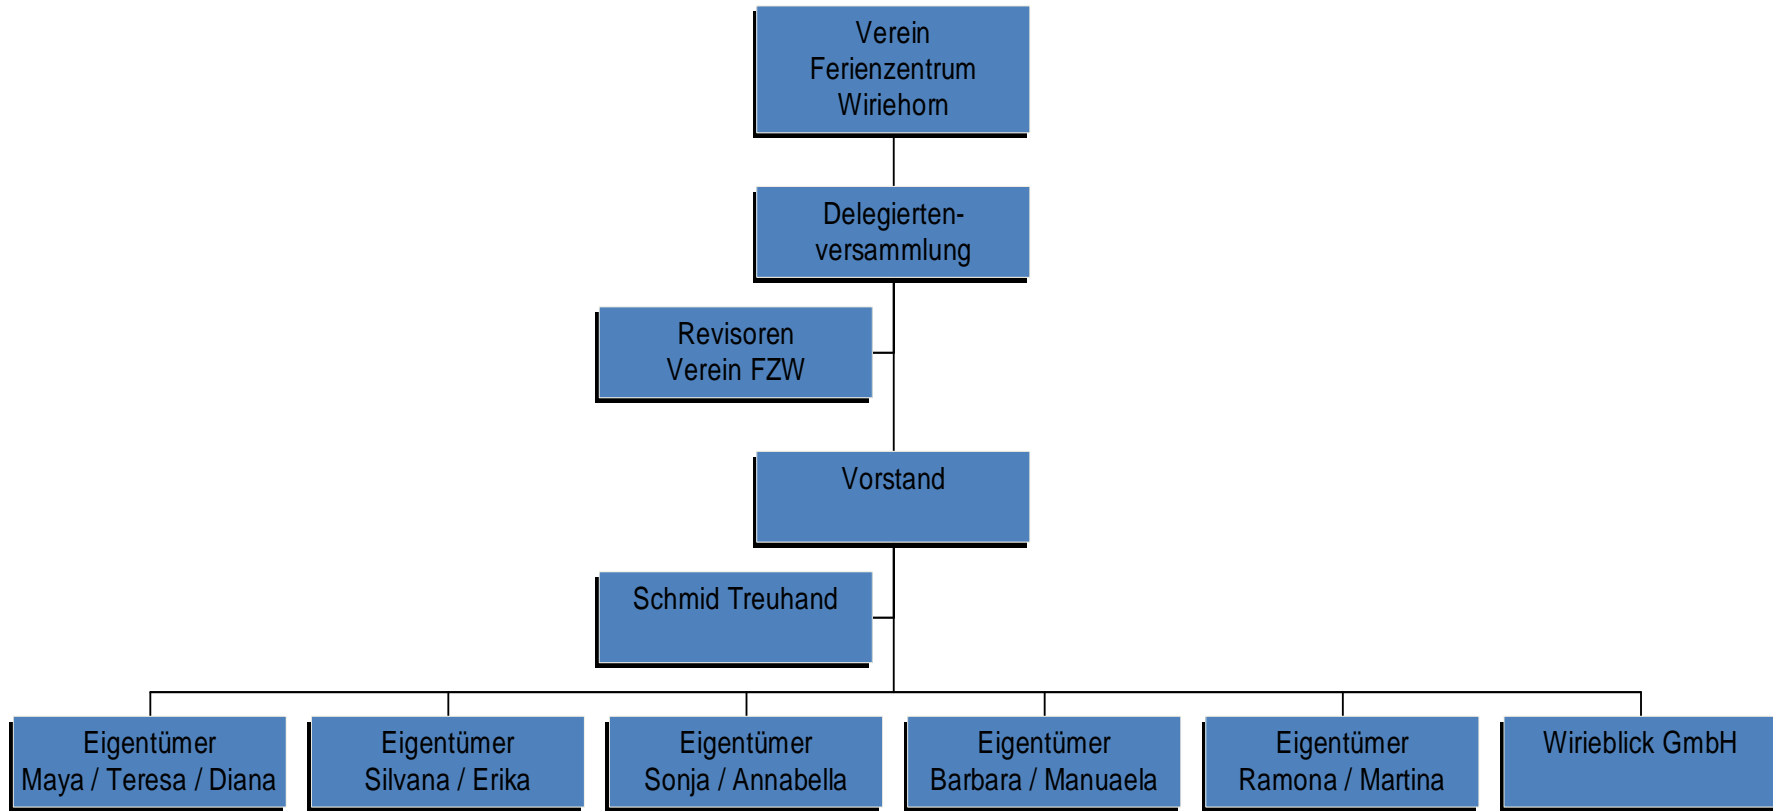 Verein
Ferienzentrum
Wiriehorn
Delegierten-
versammlung
Revisoren
Verein FZW
Vorstand
Schmid Treuhand
Eigentümer
Maya / Teresa / Diana
Eigentümer
Silvana / Erika
Eigentümer
Sonja / Annabella
Eigentümer
Barbara / Manuaela
Eigentümer
Ramona / Martina
Wirieblick GmbH